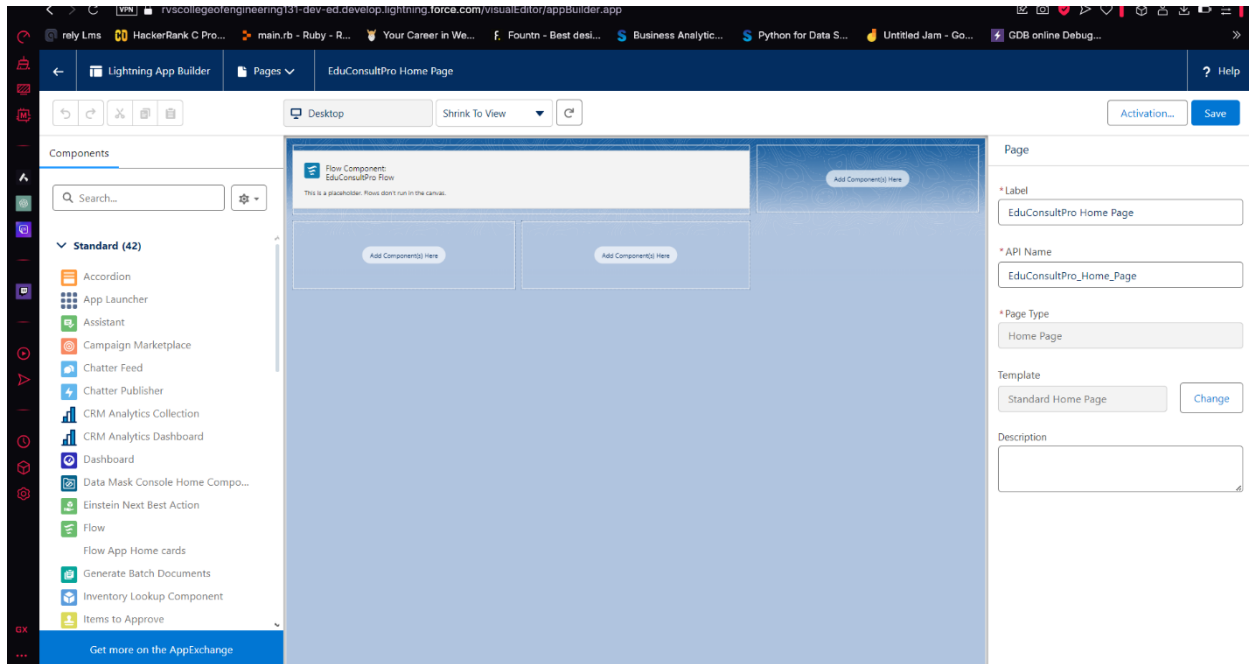 VPN rvscollegeofengineering131-dev-ed.develop.lightning.force.com/visualEditor/appBuilder.app
rely Lms HackerRank C Pro... main.rb - Ruby - R... Your Career in We... Fountn - Best desi... Business Analytic... Python for Data S... Untitled Jam - Go... GDB online Debug... »
Lightning App Builder Pages EduConsultPro Home Page ? Help
Desktop Shrink To View Activation... Save
Components
Search...
Standard (42)
Accordion
App Launcher
Assistant
Campaign Marketplace
Chatter Feed
Chatter Publisher
CRM Analytics Collection
CRM Analytics Dashboard
Dashboard
Data Mask Console Home Compo...
Einstein Next Best Action
Flow
Flow App Home cards
Generate Batch Documents
Inventory Lookup Component
Items to Approve
Get more on the AppExchange
Flow Component:
EduConsultPro Flow
This is a placeholder. Flows don't run in the canvas.
Add Component(s) Here
Add Component(s) Here
Add Component(s) Here
Page
*Label
EduConsultPro Home Page
*API Name
EduConsultPro_Home_Page
*Page Type
Home Page
Template
Standard Home Page Change
Description
GX